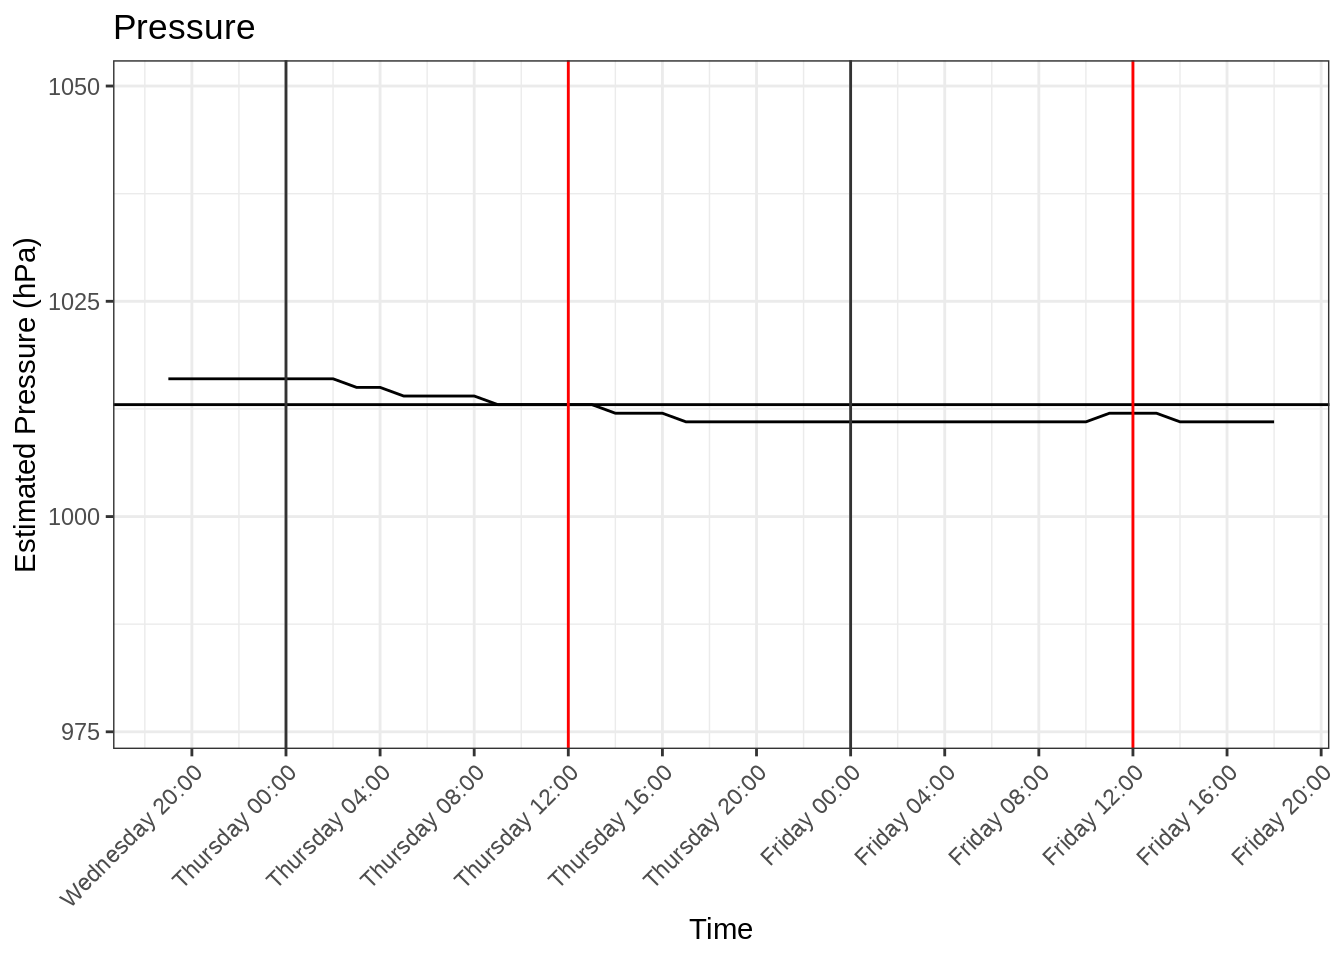 Pressure
Estimated Pressure (hPa)
1050
1025
1000
975
Wednesday 20:00
Thursday 00:00
Thursday 04:00
Thursday 08:00
Thursday 12:00
Thursday 16:00
Thursday 20:00
Friday 00:00
Friday 04:00
Friday 08:00
Friday 12:00
Friday 16:00
Friday 20:00
Time